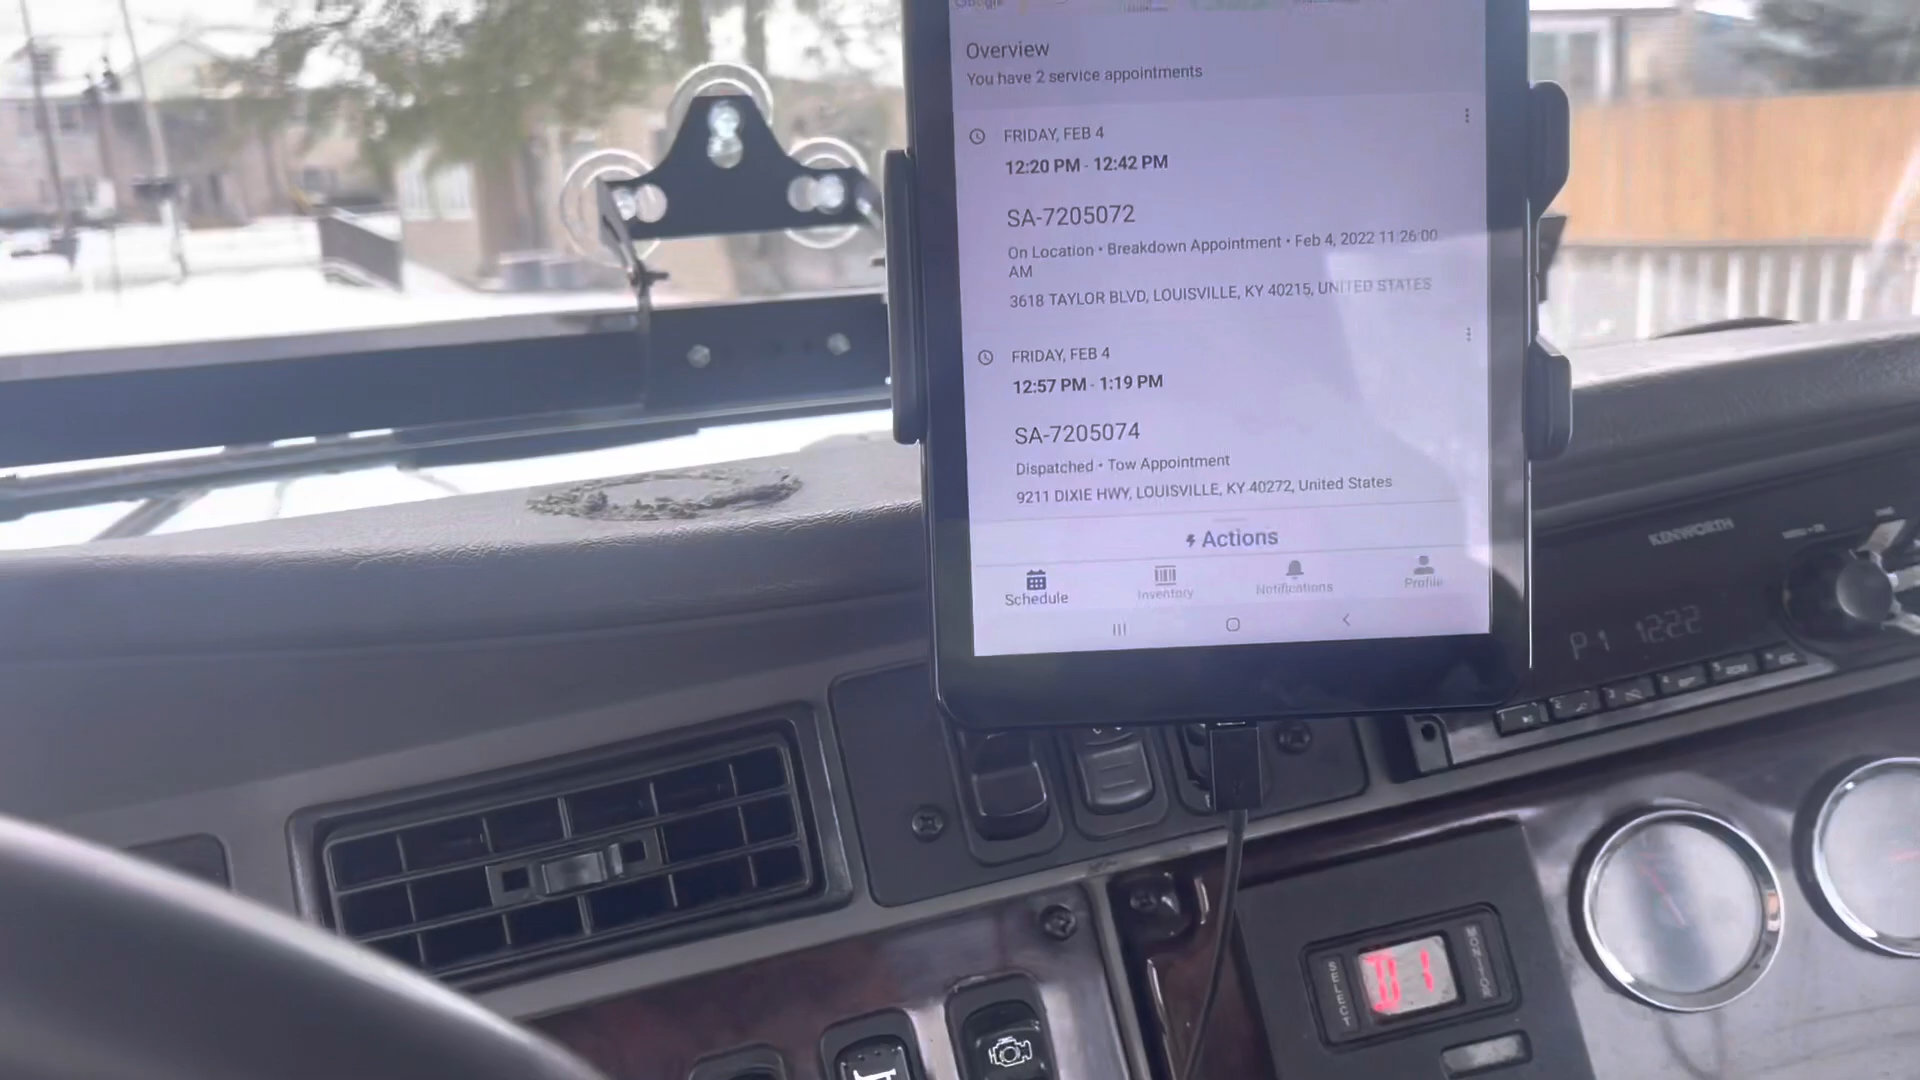 Google
Overview
You have 2 service appointments
FRIDAY, FEB 4
12:20 PM - 12:42 PM
SA-7205072
On Location • Breakdown Appointment • Feb 4, 2022 11:26:00
AM
3618 TAYLOR BLVD, LOUISVILLE, KY 40215, UNITED STATES
FRIDAY, FEB 4
12:57 PM - 1:19 PM
SA-7205074
Dispatched • Tow Appointment
9211 DIXIE HWY, LOUISVILLE, KY 40272, United States
Actions
Schedule
Inventory
Notifications
Profile
KENWORTH
P1 1222
SELECT
D1
MONITOR